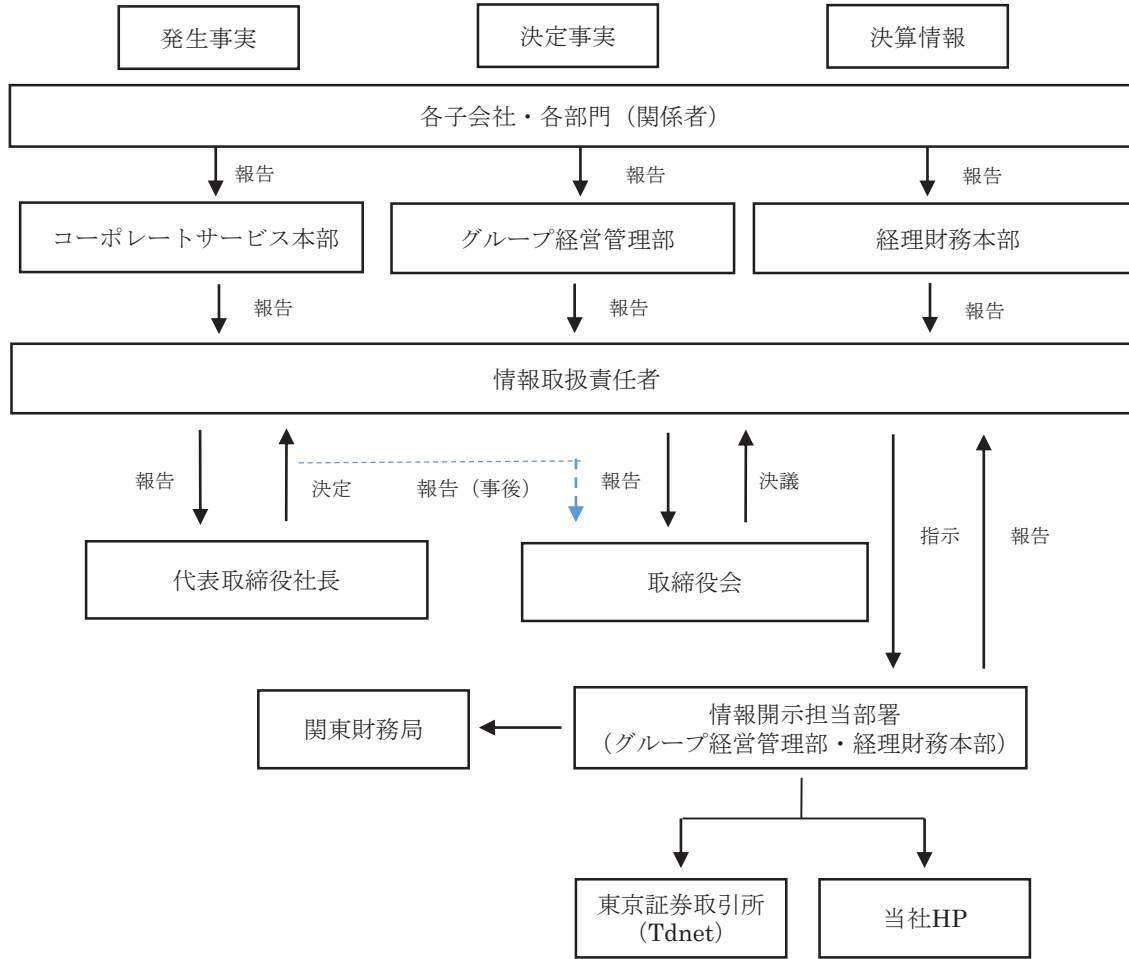 発生事実
決定事実
決算情報
各子会社・各部門（関係者）
報告
報告
報告
コーポレートサービス本部
グループ経営管理部
経理財務本部
報告
報告
報告
情報取扱責任者
報告
決定
報告（事後）
報告
決議
指示
報告
代表取締役社長
取締役会
関東財務局
情報開示担当部署
（グループ経営管理部・経理財務本部）
東京証券取引所
（Tdnet）
当社HP